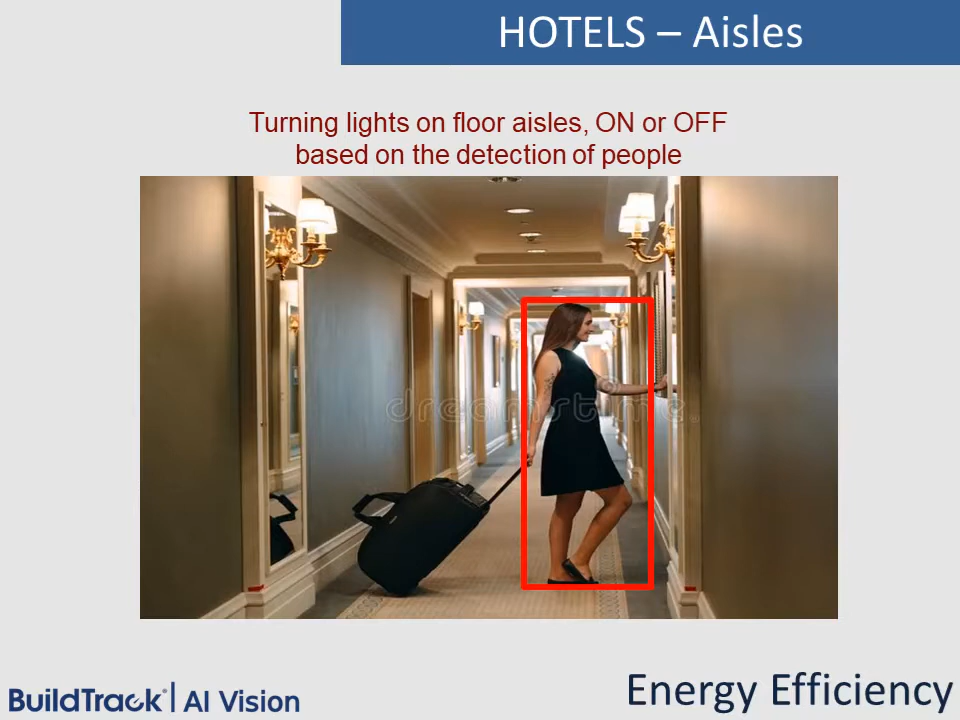 HOTELS – Aisles
Turning lights on floor aisles, ON or OFF
based on the detection of people
dreamstime
BuildTrack® | AI Vision
Energy Efficiency